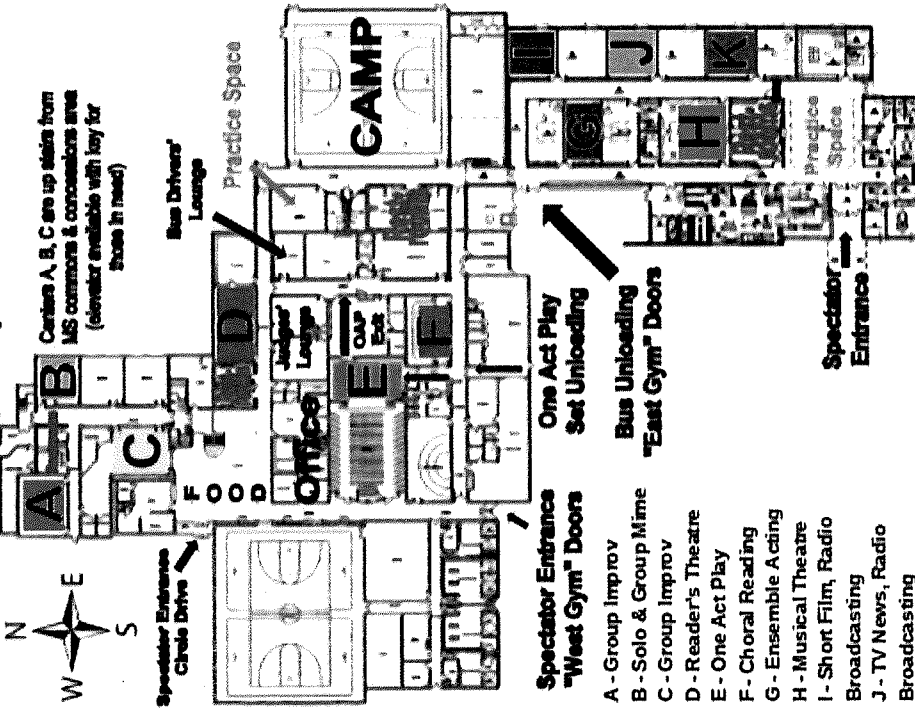 Centers A, B, C are up stairs from
MS commons & concessions area
(elevator available with key for
those in need)
N
W
E
S
Practice Space
Bus Drivers'
Lounge
CAMP
A
B
C
D
E
F
G
H
I
J
K
FOOD
Office
Judges'
Lounge
OAP
Exit
Practice
Space
Spectator Entrance
Circle Drive
Spectator Entrance
"West Gym" Doors
One Act Play
Set Unloading
Bus Unloading
"East Gym" Doors
Spectator
Entrance
A - Group Improv
B - Solo & Group Mime
C - Group Improv
D - Reader's Theatre
E - One Act Play
F - Choral Reading
G - Ensemble Acting
H - Musical Theatre
I - Short Film, Radio
Broadcasting
J - TV News, Radio
Broadcasting